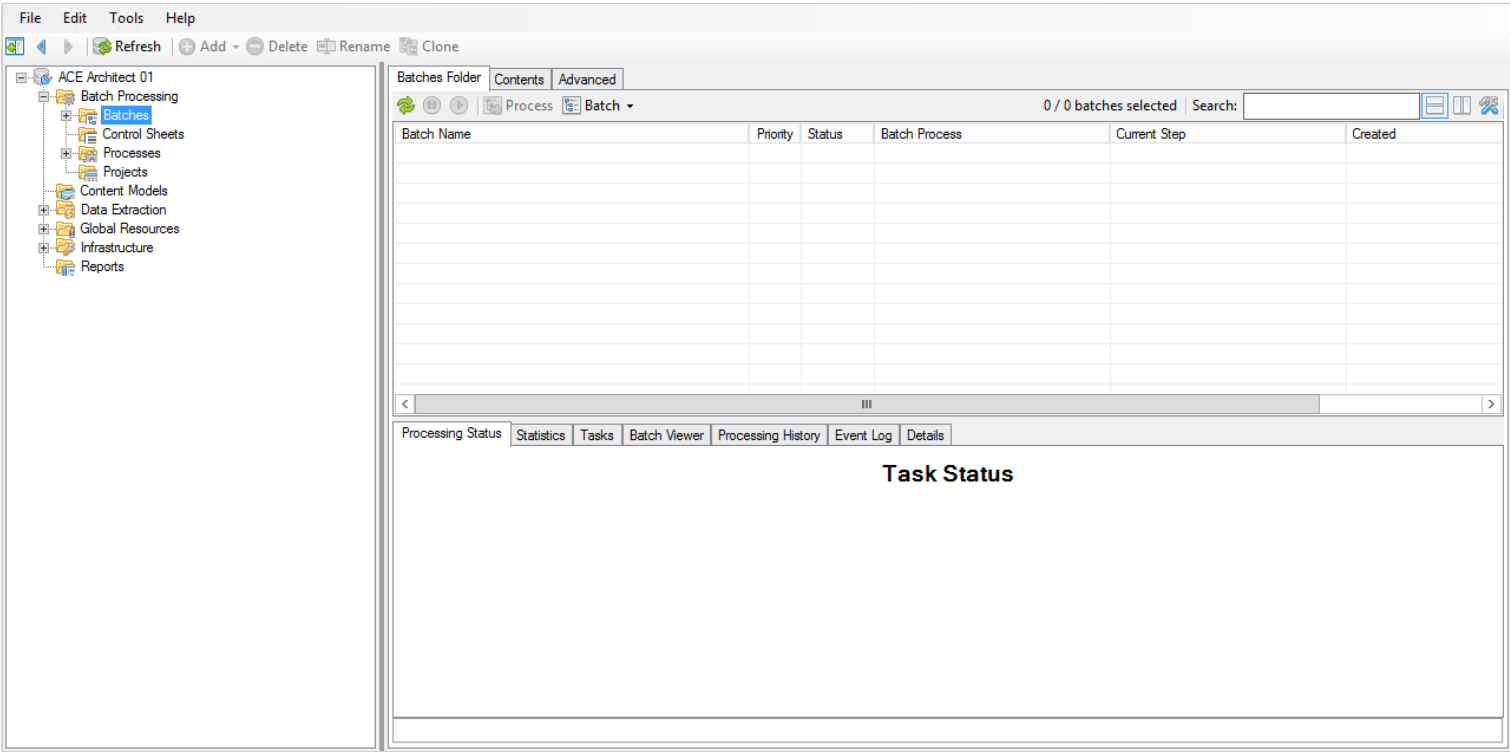 File Edit Tools Help
Refresh Add Delete Rename Clone
ACE Architect 01
Batch Processing
Batches
Control Sheets
Processes
Projects
Content Models
Data Extraction
Global Resources
Infrastructure
Reports
Batches Folder Contents Advanced
Process Batch 0 / 0 batches selected Search:
Batch Name Priority Status Batch Process Current Step Created
Processing Status Statistics Tasks Batch Viewer Processing History Event Log Details
Task Status